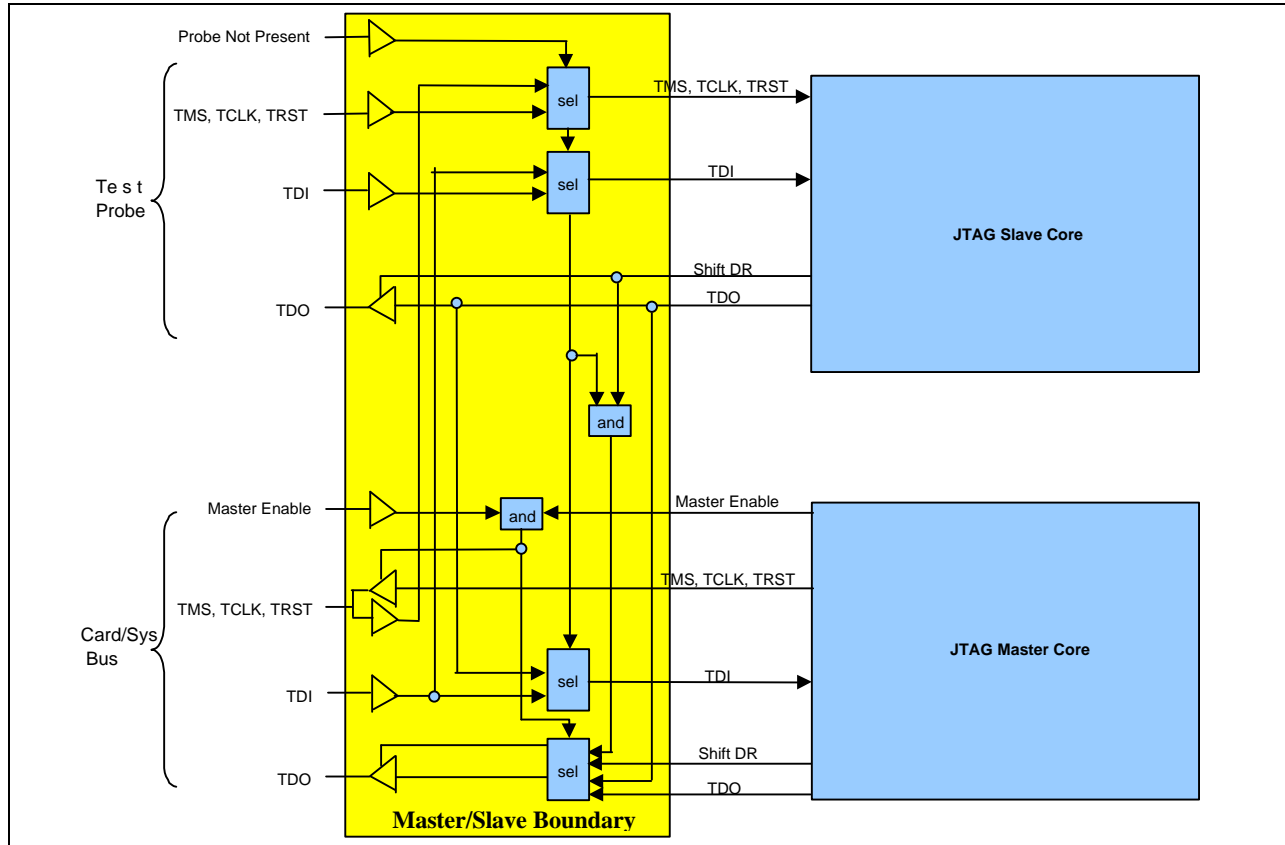 Probe Not Present
TMS, TCLK, TRST
sel
TMS, TCLK, TRST
Te s t
Probe
TDI
sel
TDI
JTAG Slave Core
Shift DR
TDO
TDO
and
Master Enable
and
Master Enable
TMS, TCLK, TRST
TMS, TCLK, TRST
Card/Sys
Bus
JTAG Master Core
TDI
sel
TDI
TDO
sel
Shift DR
TDO
Master/Slave Boundary